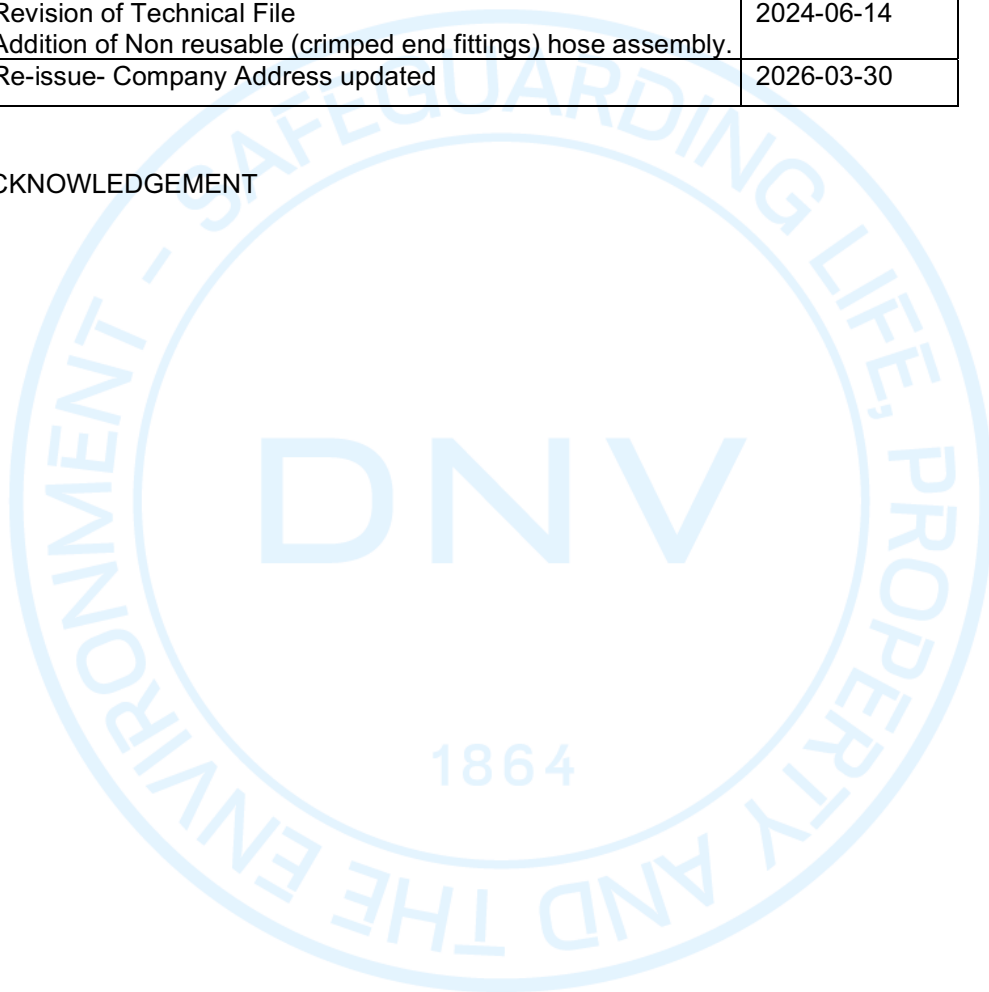 Revision of Technical File 2024-06-14
Addition of Non reusable (crimped end fittings) hose assembly.
Re-issue- Company Address updated 2026-03-30
CKNOWLEDGEMENT
SAFEGUARDING LIFE, PROPERTY AND THE ENVIRONMENT -
DNV
1864